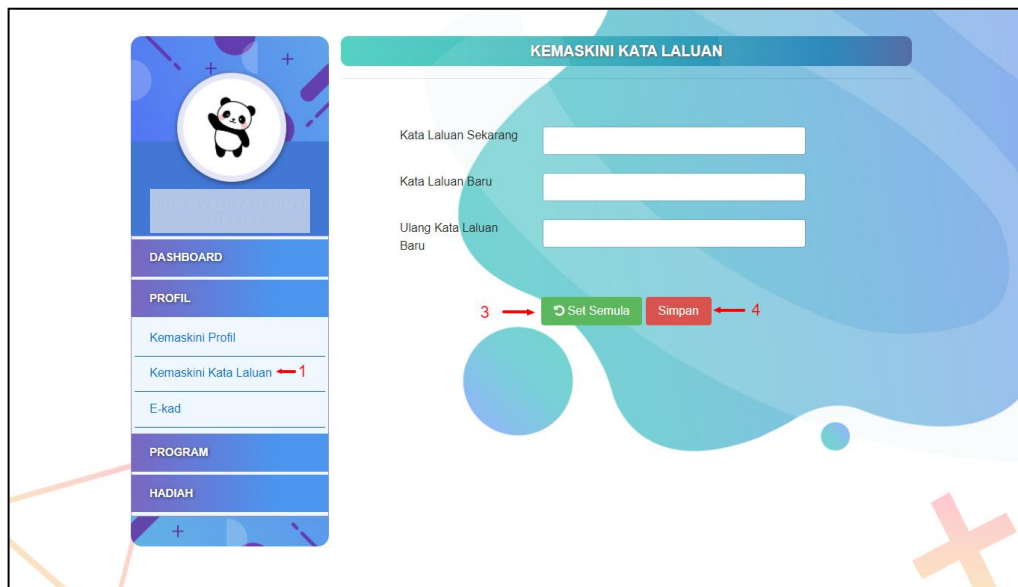 KEMASKINI KATA LALUAN
Kata Laluan Sekarang
Kata Laluan Baru
Ulang Kata Laluan
Baru
3
Set Semula
Simpan
4
DASHBOARD
PROFIL
Kemaskini Profil
Kemaskini Kata Laluan
1
E-kad
PROGRAM
HADIAH